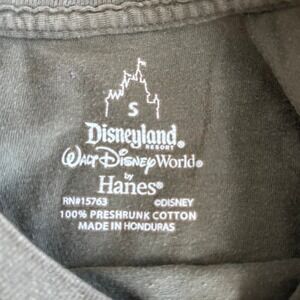 S
Disneyland®
RESORT
Walt Disney World®
by
Hanes®
RN#15763 ©DISNEY
100% PRESHRUNK COTTON
MADE IN HONDURAS